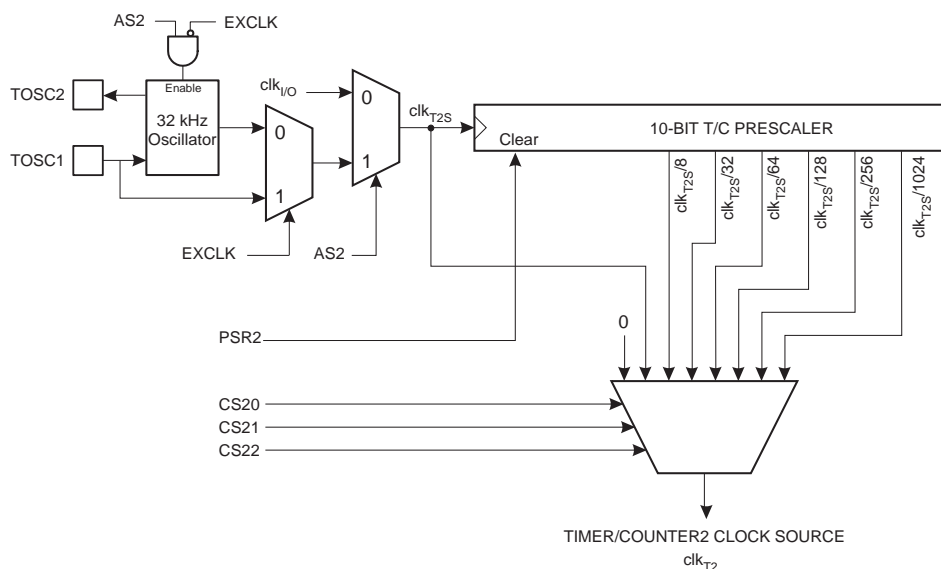 AS2
EXCLK
TOSC2
Enable
32 kHz
Oscillator
TOSC1
0
1
EXCLK
clkI/O
0
1
AS2
clkT2S
Clear
10-BIT T/C PRESCALER
clkT2S/8
clkT2S/32
clkT2S/64
clkT2S/128
clkT2S/256
clkT2S/1024
PSR2
0
CS20
CS21
CS22
TIMER/COUNTER2 CLOCK SOURCE
clkT2